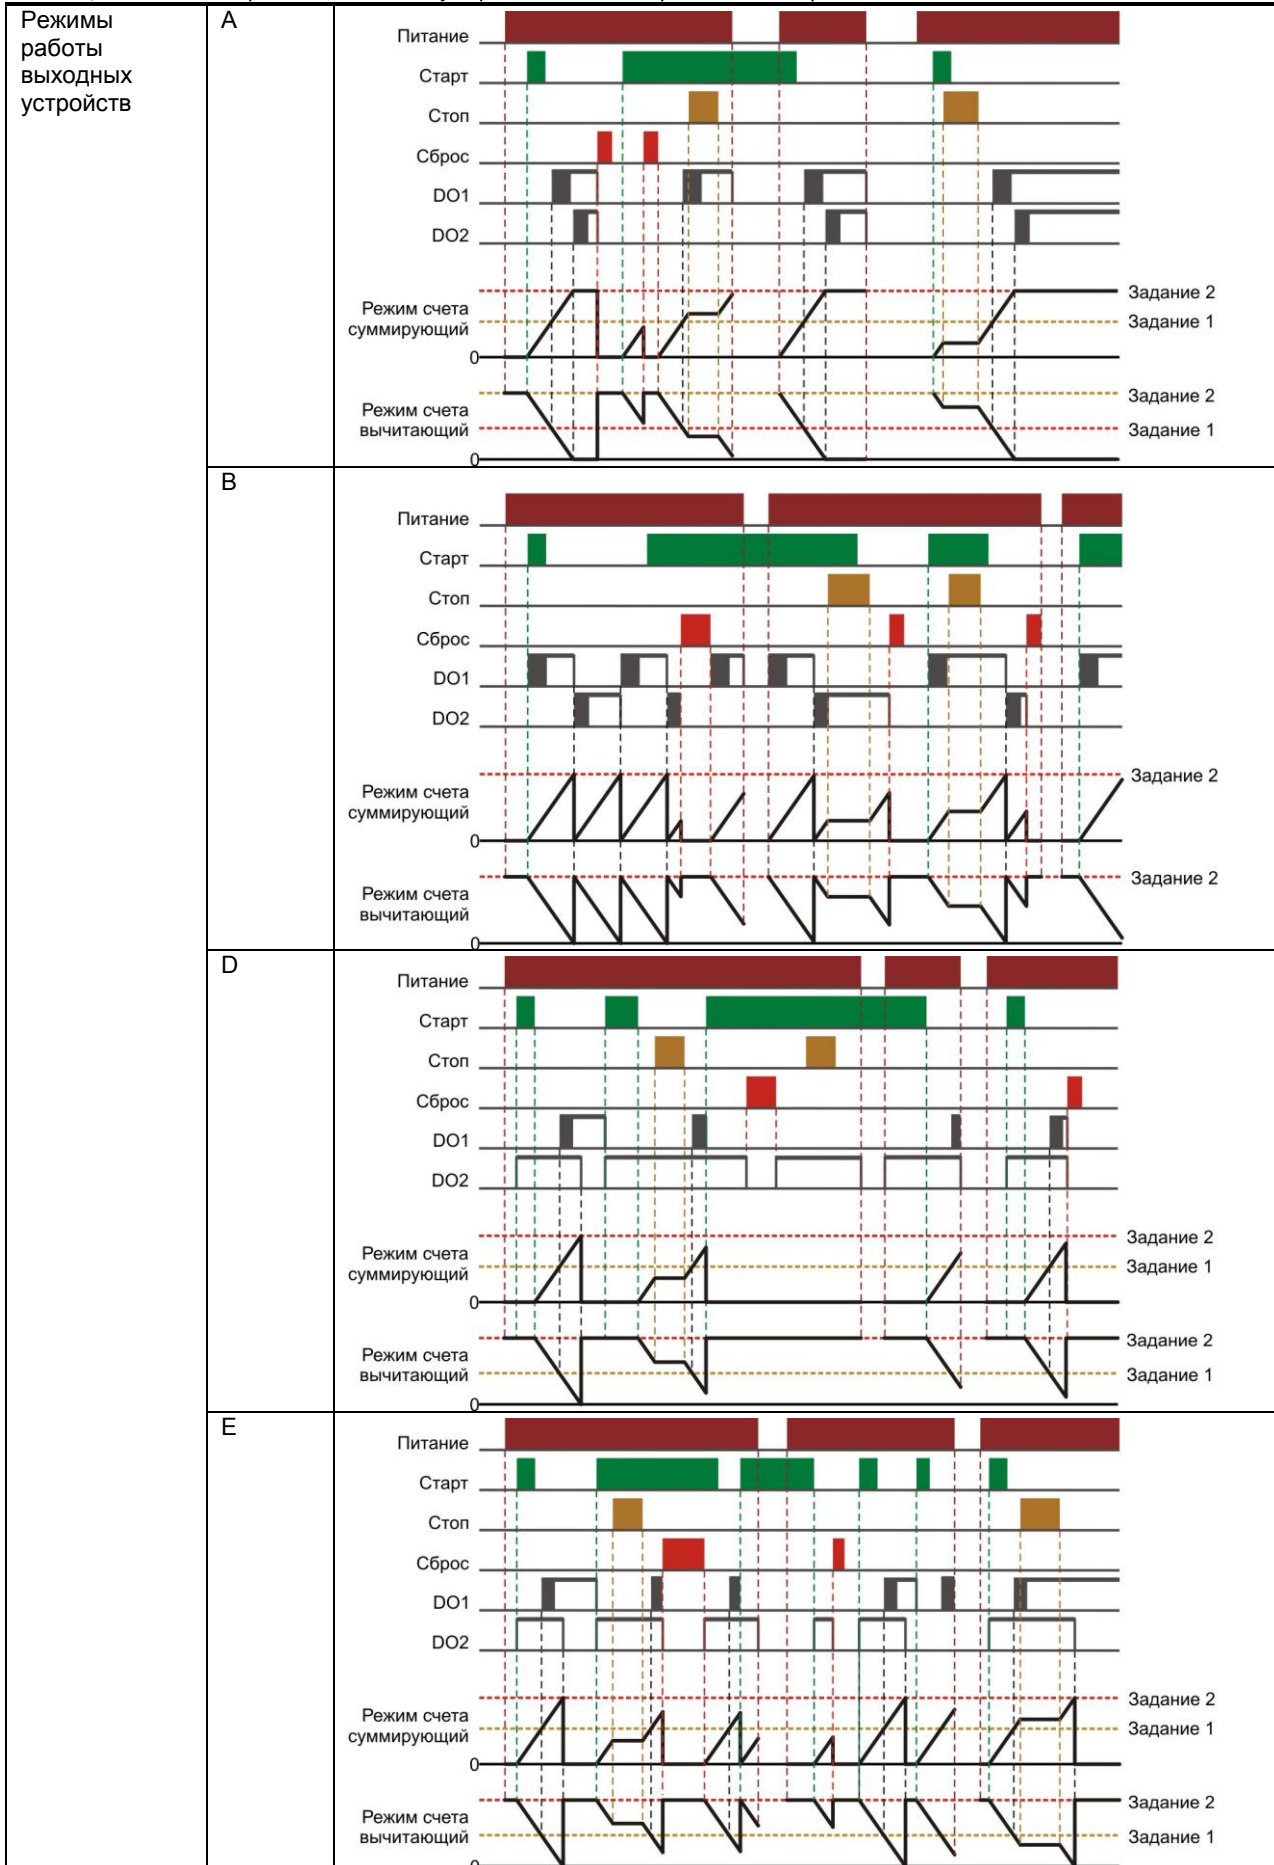 Режимы
работы
выходных
устройств
A
Питание
Старт
Стоп
Сброс
DO1
DO2
Режим счета
суммирующий
0
Задание 2
Задание 1
Режим счета
вычитающий
0
Задание 2
Задание 1
B
Питание
Старт
Стоп
Сброс
DO1
DO2
Режим счета
суммирующий
0
Задание 2
Режим счета
вычитающий
0
Задание 2
D
Питание
Старт
Стоп
Сброс
DO1
DO2
Режим счета
суммирующий
0
Задание 2
Задание 1
Режим счета
вычитающий
0
Задание 2
Задание 1
E
Питание
Старт
Стоп
Сброс
DO1
DO2
Режим счета
суммирующий
0
Задание 2
Задание 1
Режим счета
вычитающий
0
Задание 2
Задание 1